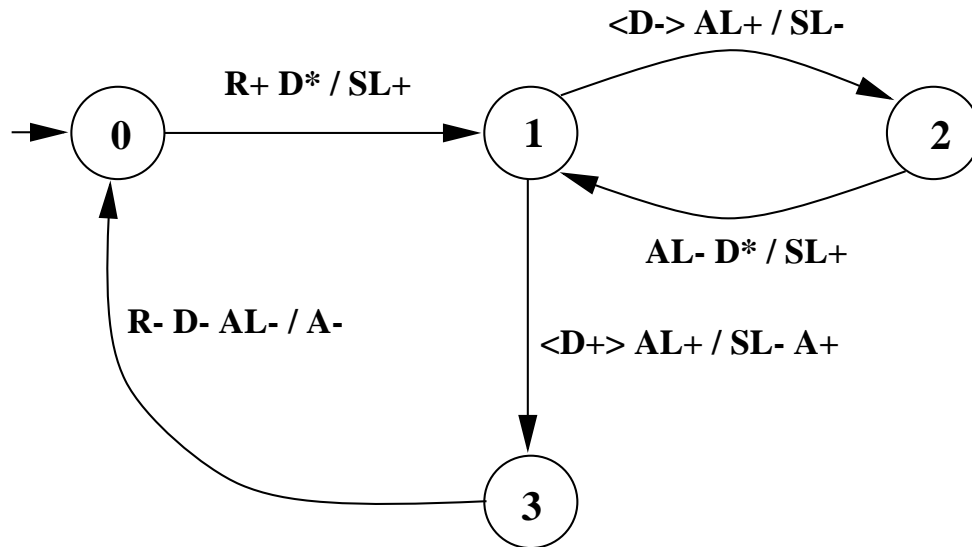 <D-> AL+ / SL-
R+ D* / SL+
0
1
2
AL- D* / SL+
R- D- AL- / A-
<D+> AL+ / SL- A+
3